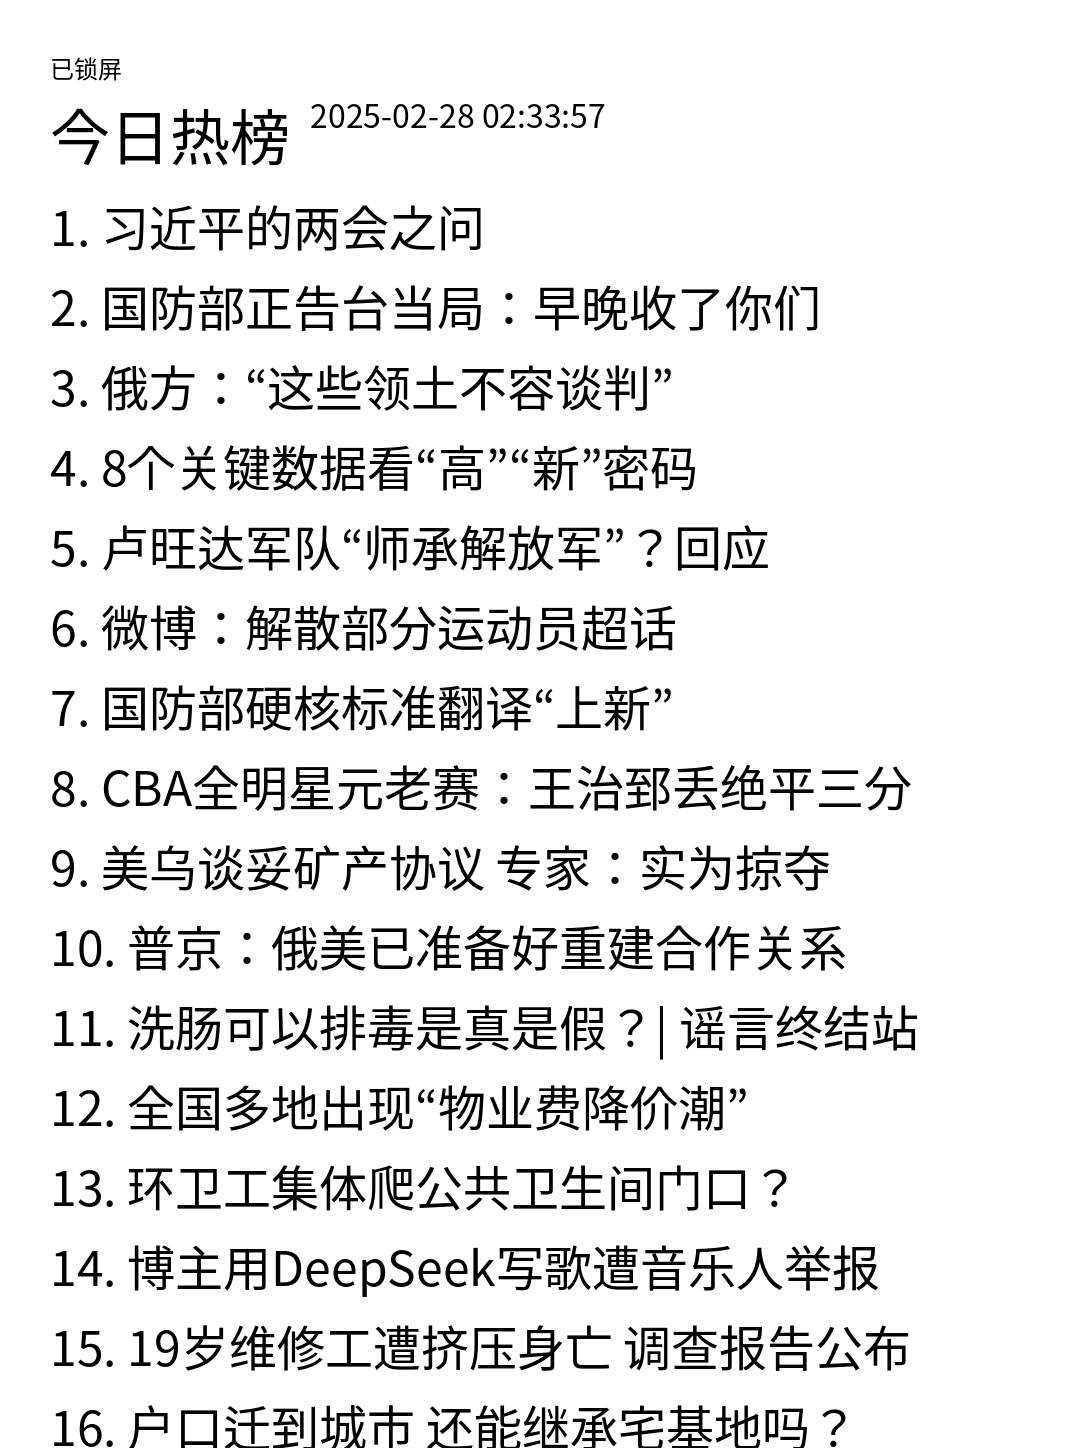 已锁屏
今日热榜 2025-02-28 02:33:57
1. 习近平的两会之问
2. 国防部正告台当局：早晚收了你们
3. 俄方：“这些领土不容谈判”
4. 8个关键数据看“高”“新”密码
5. 卢旺达军队“师承解放军”？回应
6. 微博：解散部分运动员超话
7. 国防部硬核标准翻译“上新”
8. CBA全明星元老赛：王治郅丢绝平三分
9. 美乌谈妥矿产协议 专家：实为掠夺
10. 普京：俄美已准备好重建合作关系
11. 洗肠可以排毒是真是假？| 谣言终结站
12. 全国多地出现“物业费降价潮”
13. 环卫工集体爬公共卫生间门口？
14. 博主用DeepSeek写歌遭音乐人举报
15. 19岁维修工遭挤压身亡 调查报告公布
16. 户口迁到城市 还能继承宅基地吗？